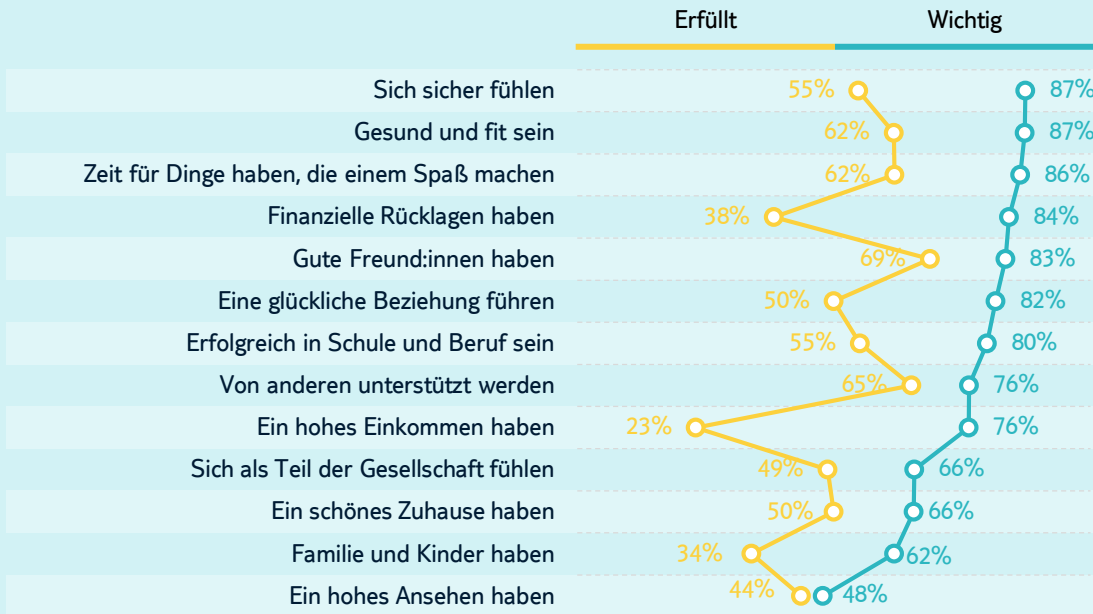 Erfüllt Wichtig
Sich sicher fühlen 55% 87%
Gesund und fit sein 62% 87%
Zeit für Dinge haben, die einem Spaß machen 62% 86%
Finanzielle Rücklagen haben 38% 84%
Gute Freund:innen haben 69% 83%
Eine glückliche Beziehung führen 50% 82%
Erfolgreich in Schule und Beruf sein 55% 80%
Von anderen unterstützt werden 65% 76%
Ein hohes Einkommen haben 23% 76%
Sich als Teil der Gesellschaft fühlen 49% 66%
Ein schönes Zuhause haben 50% 66%
Familie und Kinder haben 34% 62%
Ein hohes Ansehen haben 44% 48%